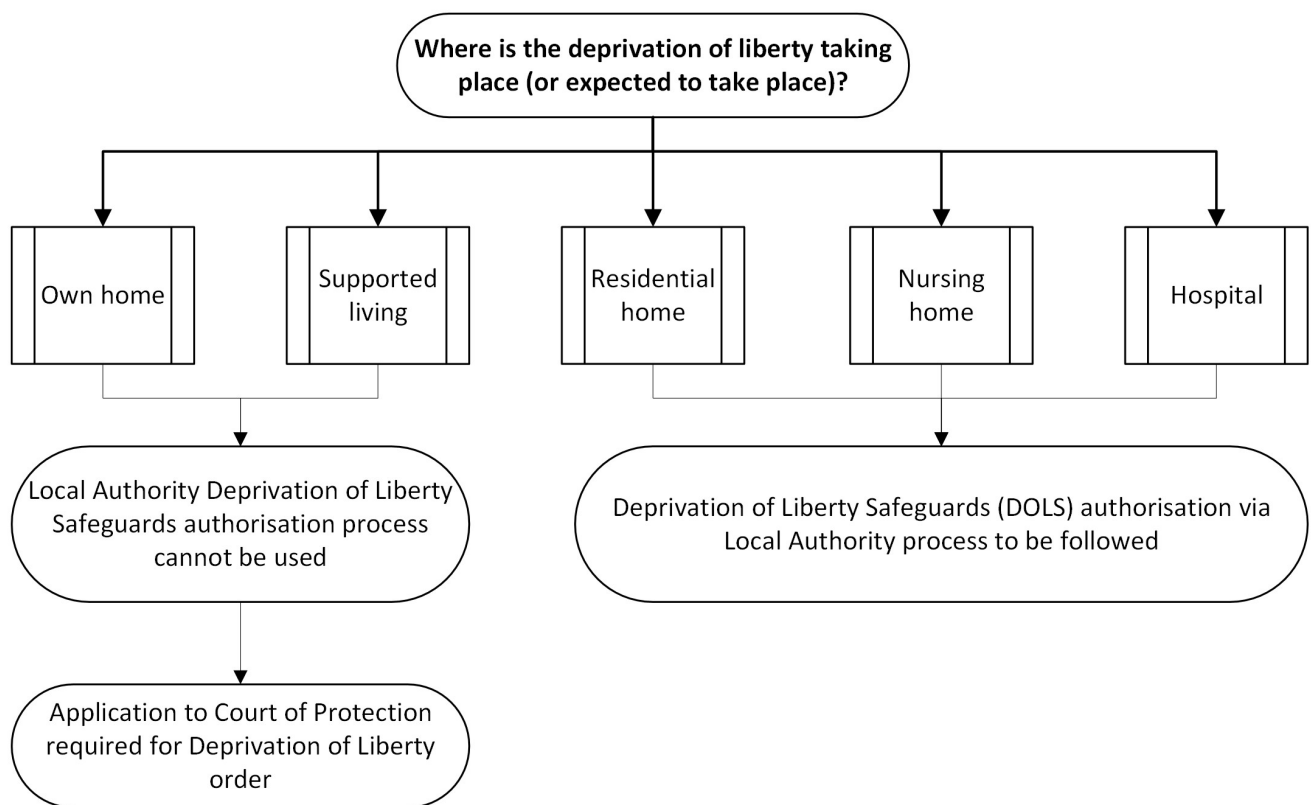 Where is the deprivation of liberty taking
place (or expected to take place)?
Own home
Supported
living
Residential
home
Nursing
home
Hospital
Local Authority Deprivation of Liberty
Safeguards authorisation process
cannot be used
Deprivation of Liberty Safeguards (DOLS) authorisation via
Local Authority process to be followed
Application to Court of Protection
required for Deprivation of Liberty
order